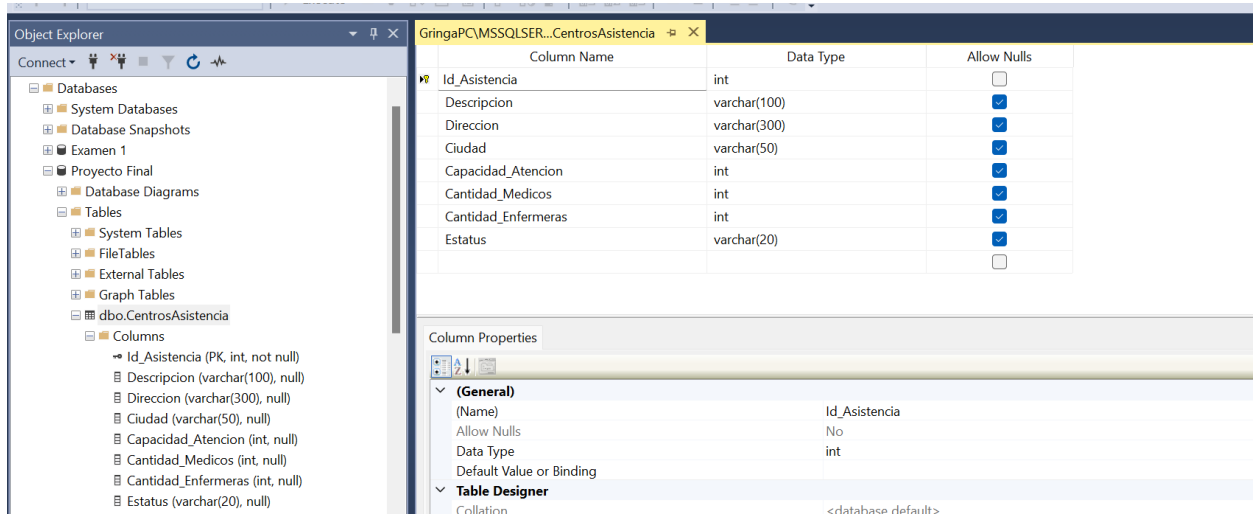 Object Explorer
Connect
Databases
System Databases
Database Snapshots
Examen 1
Proyecto Final
Database Diagrams
Tables
System Tables
FileTables
External Tables
Graph Tables
dbo.CentrosAsistencia
Columns
Id_Asistencia (PK, int, not null)
Descripcion (varchar(100), null)
Direccion (varchar(300), null)
Ciudad (varchar(50), null)
Capacidad_Atencion (int, null)
Cantidad_Medicos (int, null)
Cantidad_Enfermeras (int, null)
Estatus (varchar(20), null)
GringaPC\MSSQLSER...CentrosAsistencia
Column Name Data Type Allow Nulls
Id_Asistencia int
Descripcion varchar(100)
Direccion varchar(300)
Ciudad varchar(50)
Capacidad_Atencion int
Cantidad_Medicos int
Cantidad_Enfermeras int
Estatus varchar(20)
Column Properties
(General)
(Name) Id_Asistencia
Allow Nulls No
Data Type int
Default Value or Binding
Table Designer
Collation <database default>